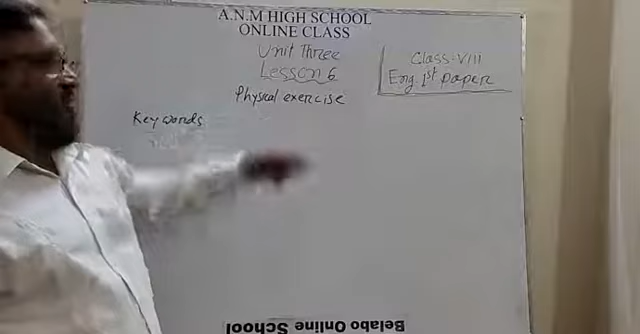 A.N.M HIGH SCHOOL
ONLINE CLASS
Unit Three
Lesson 6
Physical exercise
Class-VIII
Eng. 1st paper
Key words
Belabo Online School